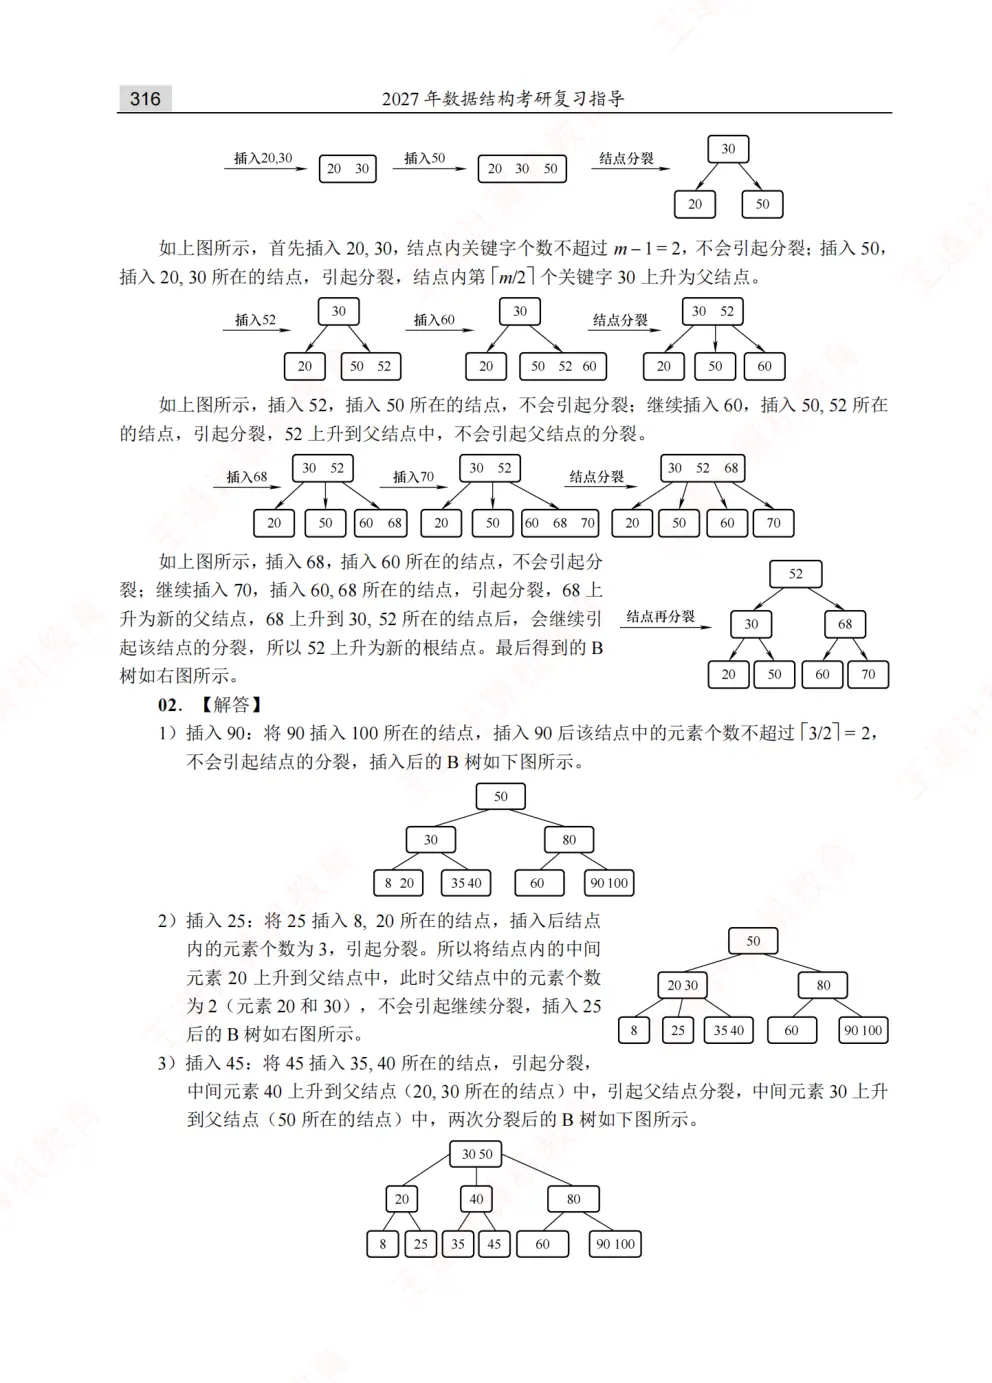 316
2027 年数据结构考研复习指导
插入20,30
20 30
插入50
20 30 50
结点分裂
30
20 50
如上图所示，首先插入 20, 30，结点内关键字个数不超过 m − 1 = 2，不会引起分裂；插入 50，
插入 20, 30 所在的结点，引起分裂，结点内第⌈m/2⌉个关键字 30 上升为父结点。
插入52
30
20 50 52
插入60
30
20 50 52 60
结点分裂
30 52
20 50 60
如上图所示，插入 52，插入 50 所在的结点，不会引起分裂；继续插入 60，插入 50, 52 所在
的结点，引起分裂，52 上升到父结点中，不会引起父结点的分裂。
插入68
30 52
20 50 60 68
插入70
30 52
20 50 60 68 70
结点分裂
30 52 68
20 50 60 70
如上图所示，插入 68，插入 60 所在的结点，不会引起分
裂；继续插入 70，插入 60, 68 所在的结点，引起分裂，68 上
升为新的父结点，68 上升到 30, 52 所在的结点后，会继续引
起该结点的分裂，所以 52 上升为新的根结点。最后得到的 B
树如右图所示。
结点再分裂
52
30 68
20 50 60 70
02．【解答】
1）插入 90：将 90 插入 100 所在的结点，插入 90 后该结点中的元素个数不超过⌈3/2⌉= 2，
不会引起结点的分裂，插入后的 B 树如下图所示。
50
30 80
8 20 35 40 60 90 100
2）插入 25：将 25 插入 8, 20 所在的结点，插入后结点
内的元素个数为 3，引起分裂。所以将结点内的中间
元素 20 上升到父结点中，此时父结点中的元素个数
为 2（元素 20 和 30），不会引起继续分裂，插入 25
后的 B 树如右图所示。
50
20 30 80
8 25 35 40 60 90 100
3）插入 45：将 45 插入 35, 40 所在的结点，引起分裂，
中间元素 40 上升到父结点（20, 30 所在的结点）中，引起父结点分裂，中间元素 30 上升
到父结点（50 所在的结点）中，两次分裂后的 B 树如下图所示。
30 50
20 40 80
8 25 35 45 60 90 100